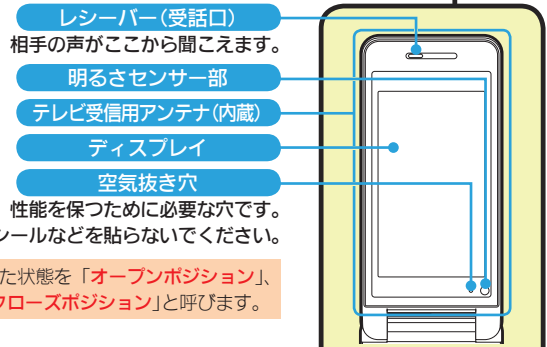 レシーバー（受話口）
相手の声がここから聞こえます。
明るさセンサー部
テレビ受信用アンテナ（内蔵）
ディスプレイ
空気抜き穴
性能を保つために必要な穴です。
シールなどを貼らないでください。
た状態を「オープンポジション」、
クローズポジション」と呼びます。